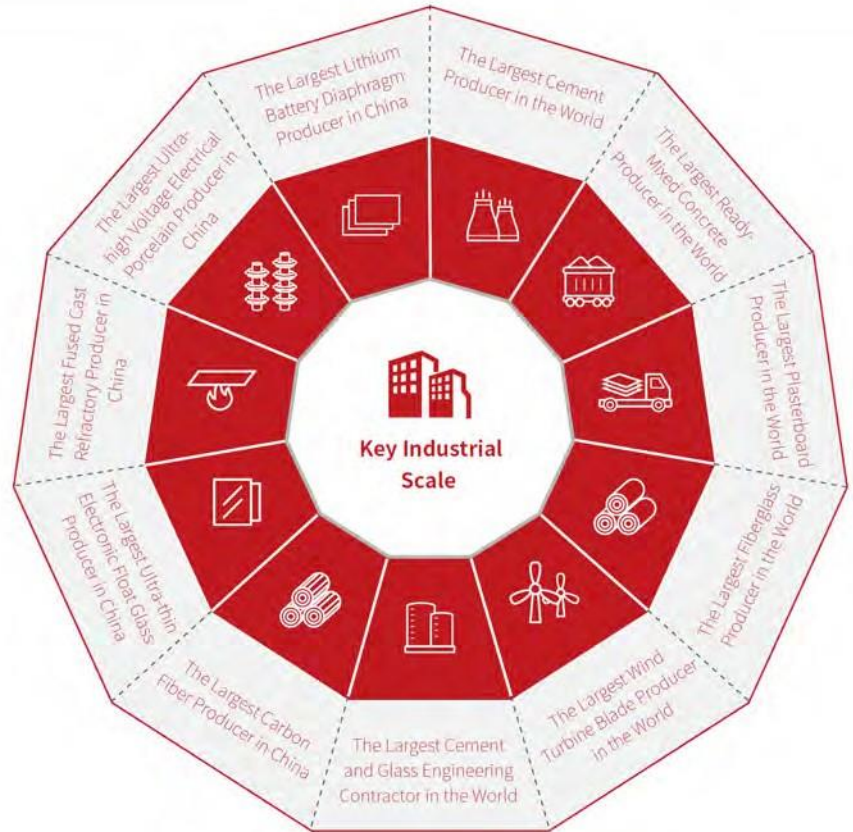 Key Industrial
Scale
The Largest Cement
Producer in the World
The Largest Ready-
Mixed Concrete
Producer in the World
The Largest Plasterboard
Producer in the World
The Largest Fiberglass
Producer in the World
The Largest Wind
Turbine Blade Producer
in the World
The Largest Cement
and Glass Engineering
Contractor in the World
The Largest Carbon
Fiber Producer in China
The Largest Ultra-thin
Electronic Float Glass
Producer in China
The Largest Fused Cast
Refractory Producer in
China
The Largest Ultra-
high Voltage Electrical
Porcelain Producer in
China
The Largest Lithium
Battery Diaphragm
Producer in China